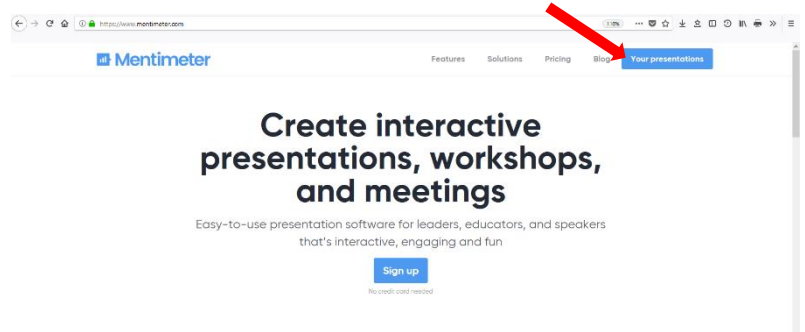 https://www.mentimeter.com
110%
Mentimeter
Features Solutions Pricing Blog Your presentations
Create interactive
presentations, workshops,
and meetings
Easy-to-use presentation software for leaders, educators, and speakers
that's interactive, engaging and fun
Sign up
No credit card needed